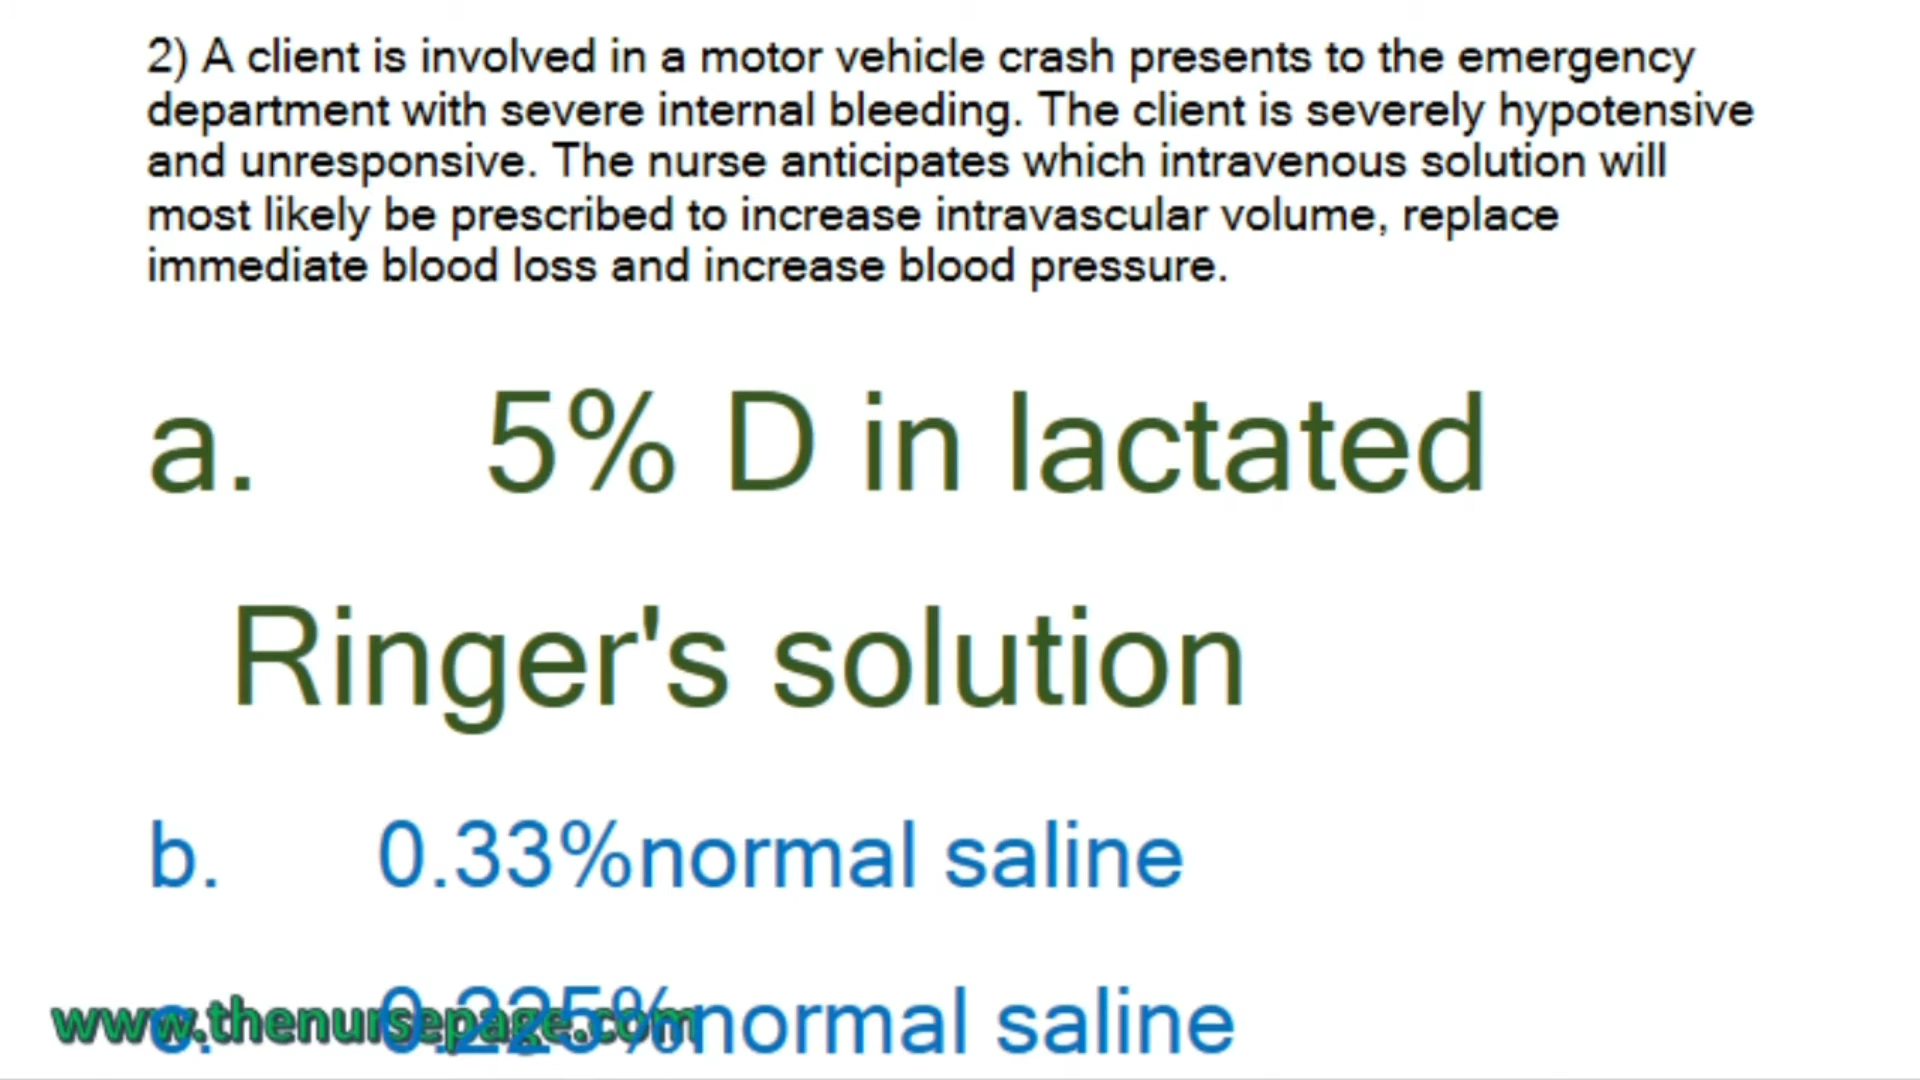 2) A client is involved in a motor vehicle crash presents to the emergency
department with severe internal bleeding. The client is severely hypotensive
and unresponsive. The nurse anticipates which intravenous solution will
most likely be prescribed to increase intravascular volume, replace
immediate blood loss and increase blood pressure.
a. 5% D in lactated
Ringer's solution
b. 0.33%normal saline
c. 0.225%normal saline
www.thenursepage.com